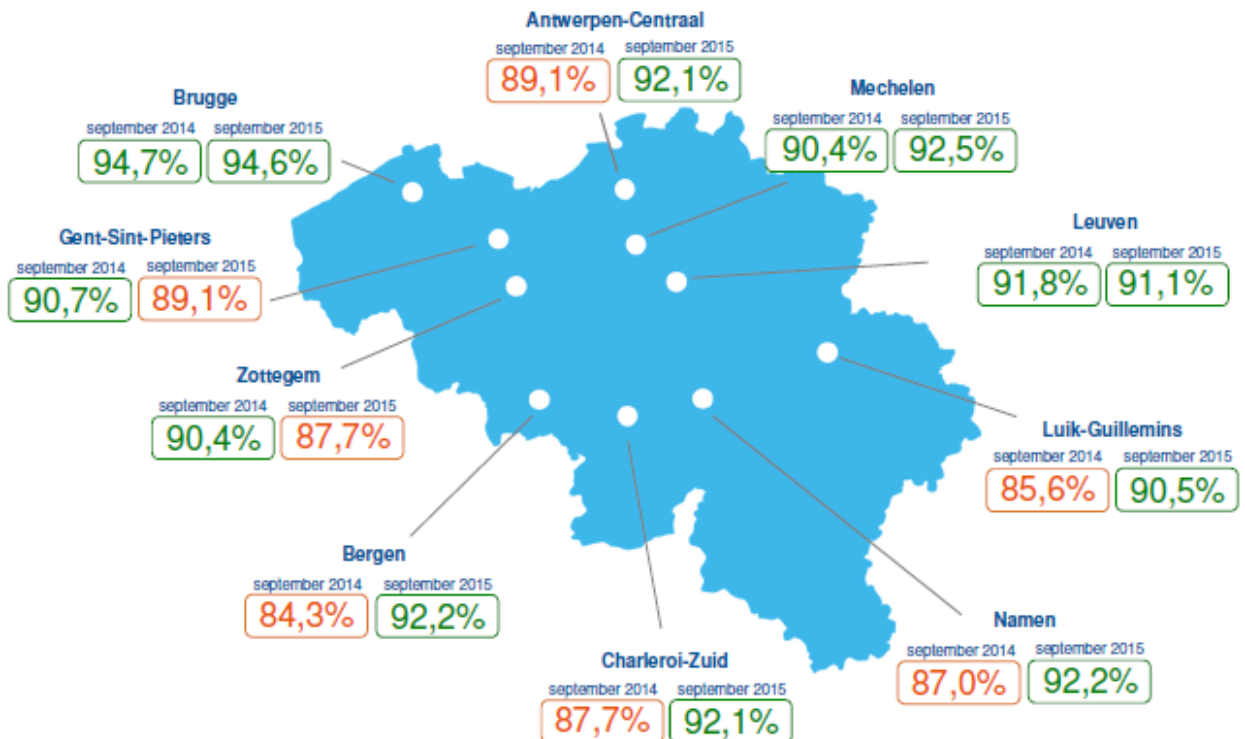 Antwerpen-Centraal
september 2014 september 2015
89,1% 92,1%
Brugge
september 2014 september 2015
94,7% 94,6%
Mechelen
september 2014 september 2015
90,4% 92,5%
Gent-Sint-Pieters
september 2014 september 2015
90,7% 89,1%
Leuven
september 2014 september 2015
91,8% 91,1%
Zottegem
september 2014 september 2015
90,4% 87,7%
Luik-Guillemins
september 2014 september 2015
85,6% 90,5%
Bergen
september 2014 september 2015
84,3% 92,2%
Namen
september 2014 september 2015
87,0% 92,2%
Charleroi-Zuid
september 2014 september 2015
87,7% 92,1%